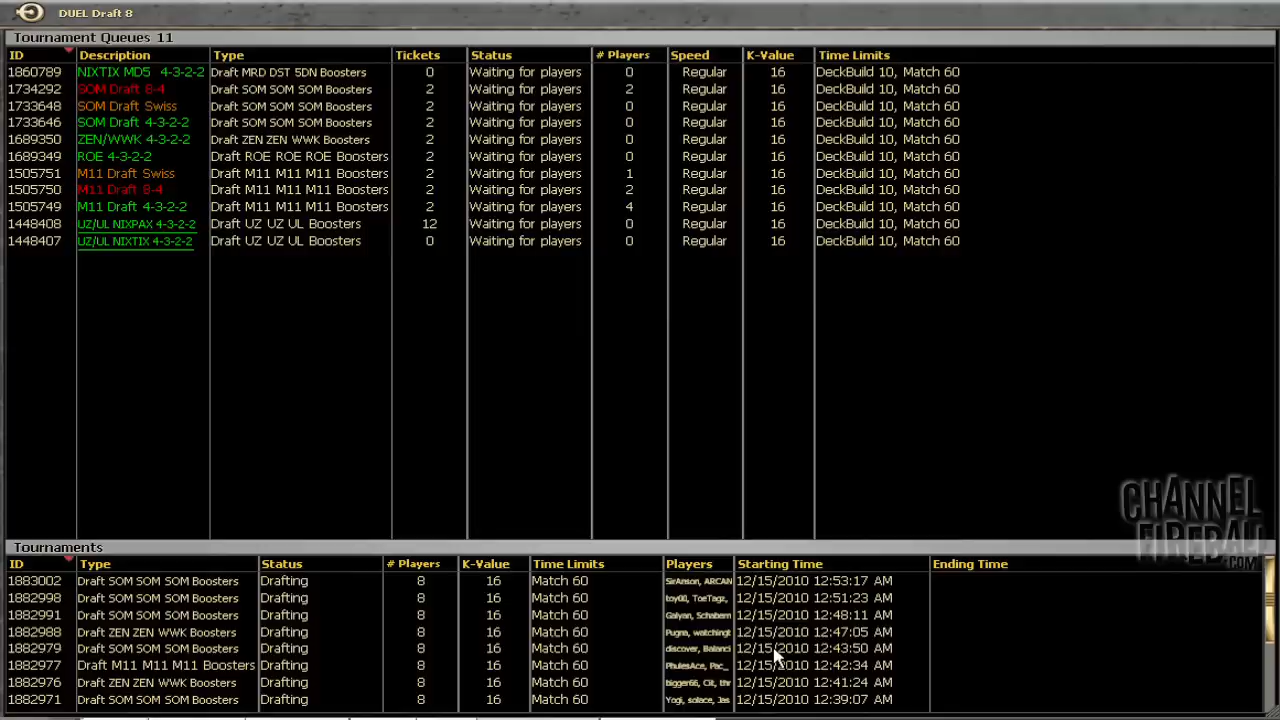 DUEL Draft 8
Tournament Queues 11
ID Description Type Tickets Status # Players Speed K-Value Time Limits
1860789 NIXTIX MD5 4-3-2-2 Draft MRD DST 5DN Boosters 0 Waiting for players 0 Regular 16 DeckBuild 10, Match 60
1734292 SOM Draft 8-4 Draft SOM SOM SOM Boosters 2 Waiting for players 2 Regular 16 DeckBuild 10, Match 60
1733648 SOM Draft Swiss Draft SOM SOM SOM Boosters 2 Waiting for players 0 Regular 16 DeckBuild 10, Match 60
1733646 SOM Draft 4-3-2-2 Draft SOM SOM SOM Boosters 2 Waiting for players 0 Regular 16 DeckBuild 10, Match 60
1689350 ZEN/WWK 4-3-2-2 Draft ZEN ZEN WWK Boosters 2 Waiting for players 0 Regular 16 DeckBuild 10, Match 60
1689349 ROE 4-3-2-2 Draft ROE ROE ROE Boosters 2 Waiting for players 0 Regular 16 DeckBuild 10, Match 60
1505751 M11 Draft Swiss Draft M11 M11 M11 Boosters 2 Waiting for players 1 Regular 16 DeckBuild 10, Match 60
1505750 M11 Draft 8-4 Draft M11 M11 M11 Boosters 2 Waiting for players 2 Regular 16 DeckBuild 10, Match 60
1505749 M11 Draft 4-3-2-2 Draft M11 M11 M11 Boosters 2 Waiting for players 4 Regular 16 DeckBuild 10, Match 60
1448408 UZ/UL NIXPAX 4-3-2-2 Draft UZ UZ UL Boosters 12 Waiting for players 0 Regular 16 DeckBuild 10, Match 60
1448407 UZ/UL NIXTIX 4-3-2-2 Draft UZ UZ UL Boosters 0 Waiting for players 0 Regular 16 DeckBuild 10, Match 60
CHANNEL
FIREBALL
.COM
Tournaments
ID Type Status # Players K-Value Time Limits Players Starting Time Ending Time
1883002 Draft SOM SOM SOM Boosters Drafting 8 16 Match 60 SirAnson, ARCAN 12/15/2010 12:53:17 AM
1882998 Draft SOM SOM SOM Boosters Drafting 8 16 Match 60 toy00, ToeTagz, 12/15/2010 12:51:23 AM
1882991 Draft SOM SOM SOM Boosters Drafting 8 16 Match 60 Galyan, Schabern 12/15/2010 12:48:11 AM
1882988 Draft ZEN ZEN WWK Boosters Drafting 8 16 Match 60 Pugna, watchingt 12/15/2010 12:47:05 AM
1882979 Draft SOM SOM SOM Boosters Drafting 8 16 Match 60 discover, Balanci 12/15/2010 12:43:50 AM
1882977 Draft M11 M11 M11 Boosters Drafting 8 16 Match 60 PhulesAce, Pac_ 12/15/2010 12:42:34 AM
1882976 Draft ZEN ZEN WWK Boosters Drafting 8 16 Match 60 bigger66, Ciit, thr 12/15/2010 12:41:24 AM
1882971 Draft SOM SOM SOM Boosters Drafting 8 16 Match 60 Yogi, solace, Jas 12/15/2010 12:39:07 AM